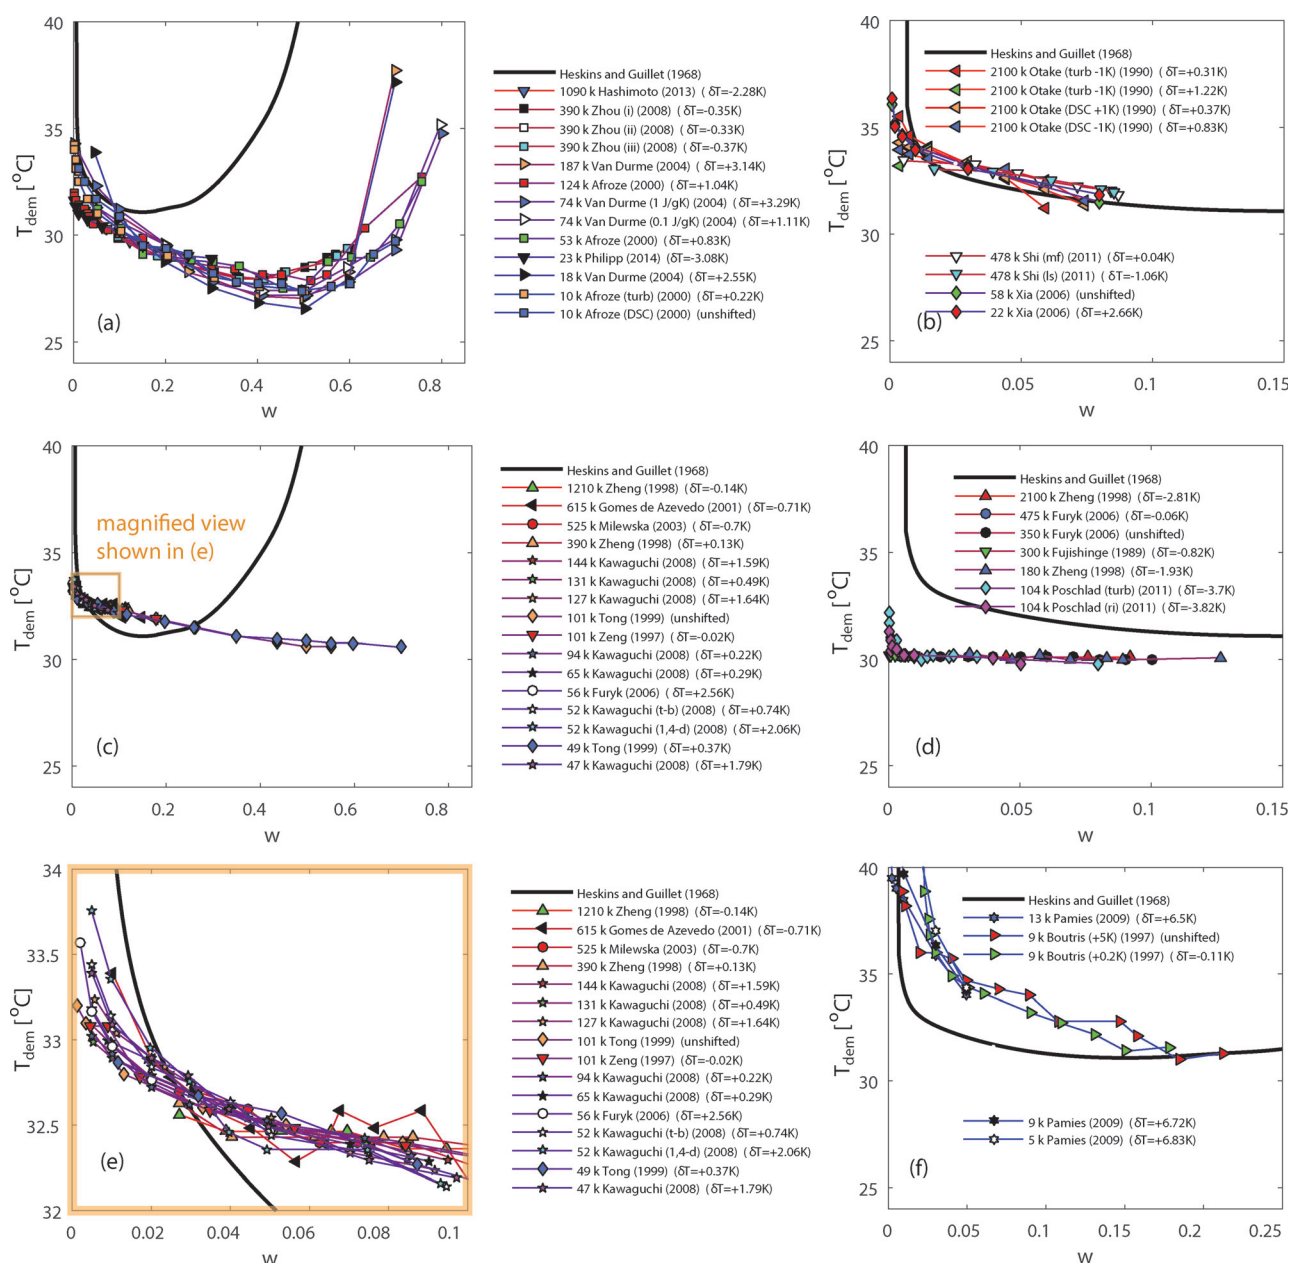 40
35
30
25
T_dem [°C]
(a)
0
0.2
0.4
0.6
0.8
w
Heskins and Guillet (1968)
1090 k Hashimoto (2013) ( δT=-2.28K)
390 k Zhou (i) (2008) ( δT=-0.35K)
390 k Zhou (ii) (2008) ( δT=-0.33K)
390 k Zhou (iii) (2008) ( δT=-0.37K)
187 k Van Durme (2004) ( δT=+3.14K)
124 k Afroze (2000) ( δT=+1.04K)
74 k Van Durme (1 J/gK) (2004) ( δT=+3.29K)
74 k Van Durme (0.1 J/gK) (2004) ( δT=+1.11K)
53 k Afroze (2000) ( δT=+0.83K)
23 k Philipp (2014) ( δT=-3.08K)
18 k Van Durme (2004) ( δT=+2.55K)
10 k Afroze (turb) (2000) ( δT=+0.22K)
10 k Afroze (DSC) (2000) (unshifted)
40
35
30
25
T_dem [°C]
Heskins and Guillet (1968)
2100 k Otake (turb -1K) (1990) ( δT=+0.31K)
2100 k Otake (turb -1K) (1990) ( δT=+1.22K)
2100 k Otake (DSC +1K) (1990) ( δT=+0.37K)
2100 k Otake (DSC -1K) (1990) ( δT=+0.83K)
478 k Shi (mf) (2011) ( δT=+0.04K)
478 k Shi (ls) (2011) ( δT=-1.06K)
58 k Xia (2006) (unshifted)
22 k Xia (2006) ( δT=+2.66K)
(b)
0
0.05
0.1
0.15
w
40
35
30
25
T_dem [°C]
magnified view
shown in (e)
(c)
0
0.2
0.4
0.6
0.8
w
Heskins and Guillet (1968)
1210 k Zheng (1998) ( δT=-0.14K)
615 k Gomes de Azevedo (2001) ( δT=-0.71K)
525 k Milewska (2003) ( δT=-0.7K)
390 k Zheng (1998) ( δT=+0.13K)
144 k Kawaguchi (2008) ( δT=+1.59K)
131 k Kawaguchi (2008) ( δT=+0.49K)
127 k Kawaguchi (2008) ( δT=+1.64K)
101 k Tong (1999) (unshifted)
101 k Zeng (1997) ( δT=-0.02K)
94 k Kawaguchi (2008) ( δT=+0.22K)
65 k Kawaguchi (2008) ( δT=+0.29K)
56 k Furyk (2006) ( δT=+2.56K)
52 k Kawaguchi (t-b) (2008) ( δT=+0.74K)
52 k Kawaguchi (1,4-d) (2008) ( δT=+2.06K)
49 k Tong (1999) ( δT=+0.37K)
47 k Kawaguchi (2008) ( δT=+1.79K)
40
35
30
25
T_dem [°C]
Heskins and Guillet (1968)
2100 k Zheng (1998) ( δT=-2.81K)
475 k Furyk (2006) ( δT=-0.06K)
350 k Furyk (2006) (unshifted)
300 k Fujishinge (1989) ( δT=-0.82K)
180 k Zheng (1998) ( δT=-1.93K)
104 k Poschlad (turb) (2011) ( δT=-3.7K)
104 k Poschlad (ri) (2011) ( δT=-3.82K)
(d)
0
0.05
0.1
0.15
w
34
33.5
33
32.5
32
T_dem [°C]
(e)
0
0.02
0.04
0.06
0.08
0.1
w
Heskins and Guillet (1968)
1210 k Zheng (1998) ( δT=-0.14K)
615 k Gomes de Azevedo (2001) ( δT=-0.71K)
525 k Milewska (2003) ( δT=-0.7K)
390 k Zheng (1998) ( δT=+0.13K)
144 k Kawaguchi (2008) ( δT=+1.59K)
131 k Kawaguchi (2008) ( δT=+0.49K)
127 k Kawaguchi (2008) ( δT=+1.64K)
101 k Tong (1999) (unshifted)
101 k Zeng (1997) ( δT=-0.02K)
94 k Kawaguchi (2008) ( δT=+0.22K)
65 k Kawaguchi (2008) ( δT=+0.29K)
56 k Furyk (2006) ( δT=+2.56K)
52 k Kawaguchi (t-b) (2008) ( δT=+0.74K)
52 k Kawaguchi (1,4-d) (2008) ( δT=+2.06K)
49 k Tong (1999) ( δT=+0.37K)
47 k Kawaguchi (2008) ( δT=+1.79K)
40
35
30
25
T_dem [°C]
Heskins and Guillet (1968)
13 k Pamies (2009) ( δT=+6.5K)
9 k Boutris (+5K) (1997) (unshifted)
9 k Boutris (+0.2K) (1997) ( δT=-0.11K)
9 k Pamies (2009) ( δT=+6.72K)
5 k Pamies (2009) ( δT=+6.83K)
(f)
0
0.05
0.1
0.15
0.2
0.25
w